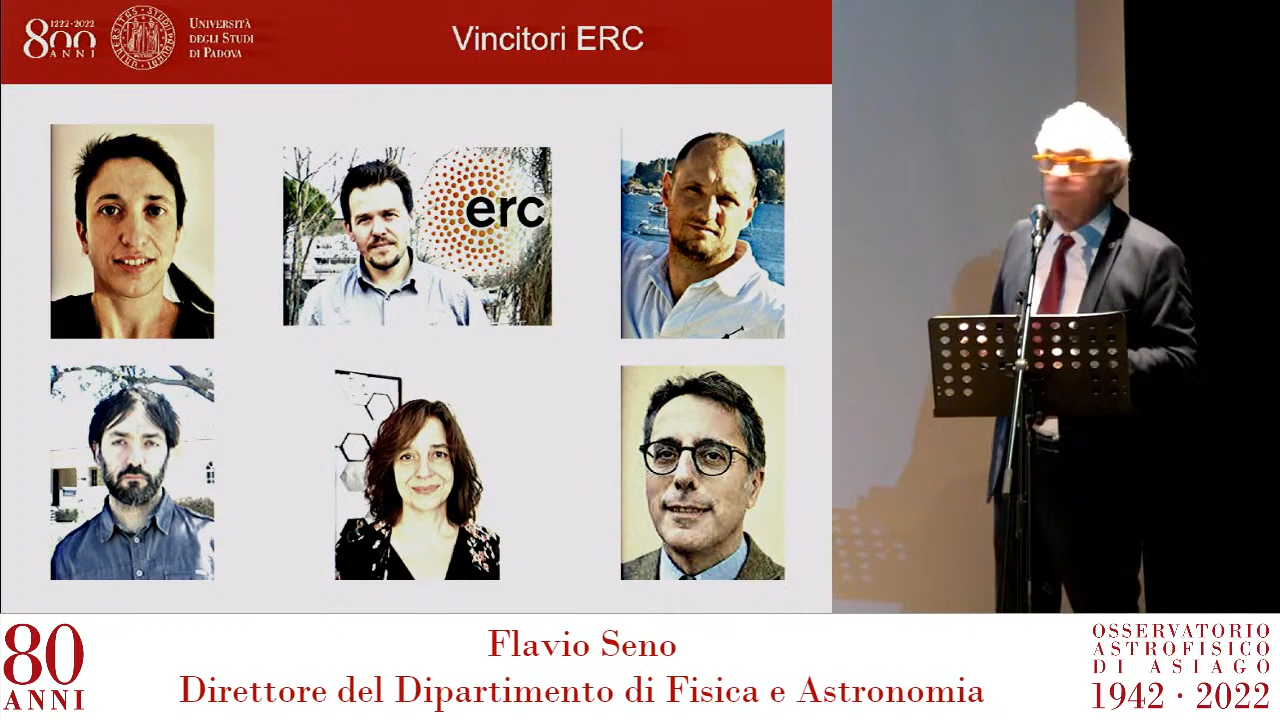 1222·2022
800
ANNI
UNIVERSITÀ
DEGLI STUDI
DI PADOVA
Vincitori ERC
erc
80
ANNI
Flavio Seno
Direttore del Dipartimento di Fisica e Astronomia
OSSERVATORIO
ASTROFISICO
DI ASIAGO
1942 · 2022